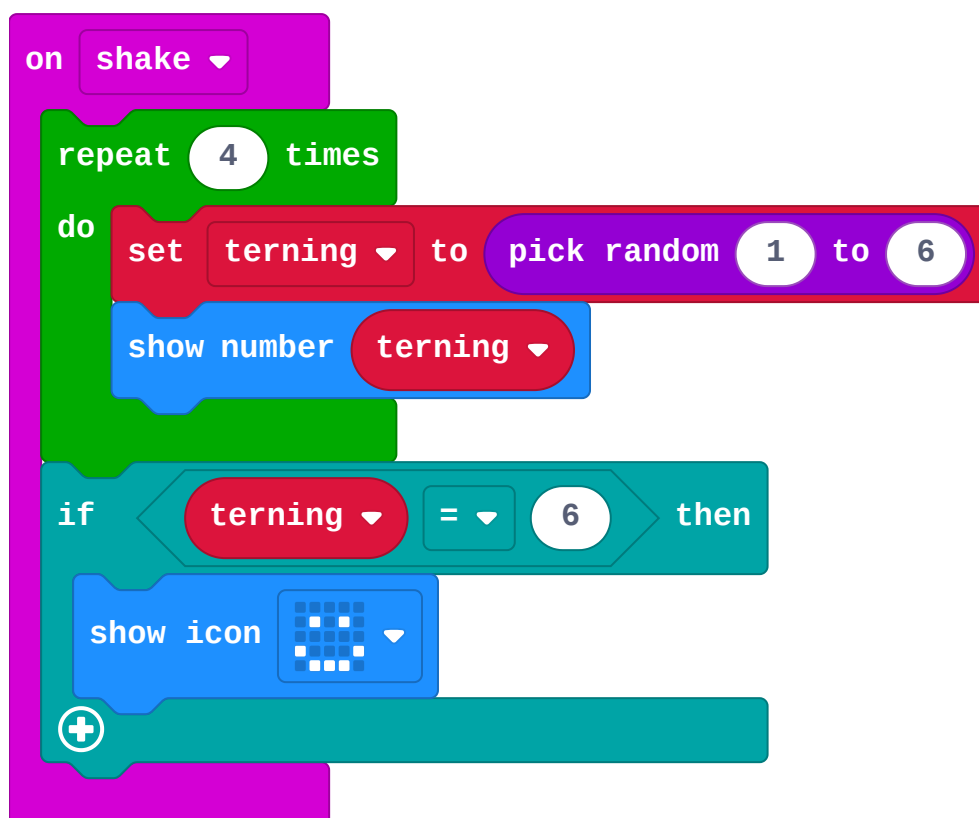 on shake
repeat 4 times
do
set terning to pick random 1 to 6
show number terning
if terning = 6 then
show icon